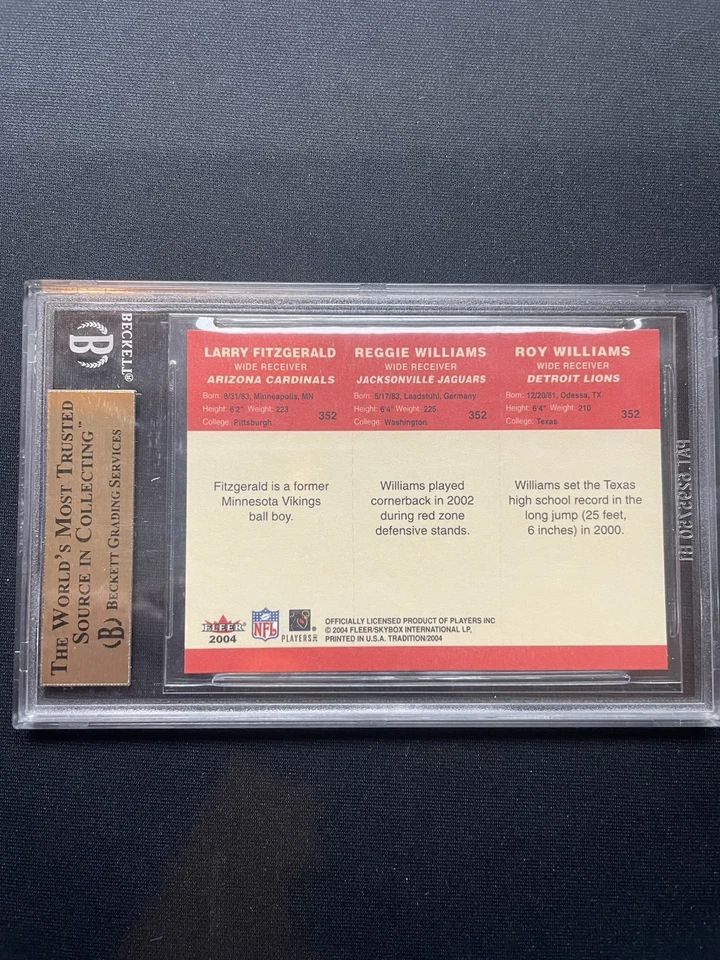 BECKETT®
B
THE WORLD'S MOST TRUSTED
SOURCE IN COLLECTING™
B BECKETT GRADING SERVICES
LARRY FITZGERALD
WIDE RECEIVER
ARIZONA CARDINALS
Born: 8/31/83, Minneapolis, MN
Height: 6'2" Weight: 223
College: Pittsburgh
352
Fitzgerald is a former
Minnesota Vikings
ball boy.
REGGIE WILLIAMS
WIDE RECEIVER
JACKSONVILLE JAGUARS
Born: 5/17/83, Laadstuhl, Germany
Height: 6'4" Weight: 225
College: Washington
352
Williams played
cornerback in 2002
during red zone
defensive stands.
ROY WILLIAMS
WIDE RECEIVER
DETROIT LIONS
Born: 12/20/81, Odessa, TX
Height: 6'4" Weight: 210
College: Texas
352
Williams set the Texas
high school record in the
long jump (25 feet,
6 inches) in 2000.
FLEER
2004
NFL
PLAYERS INC
OFFICIALLY LICENSED PRODUCT OF PLAYERS INC
© 2004 FLEER/SKYBOX INTERNATIONAL LP,
PRINTED IN U.S.A. TRADITION/2004